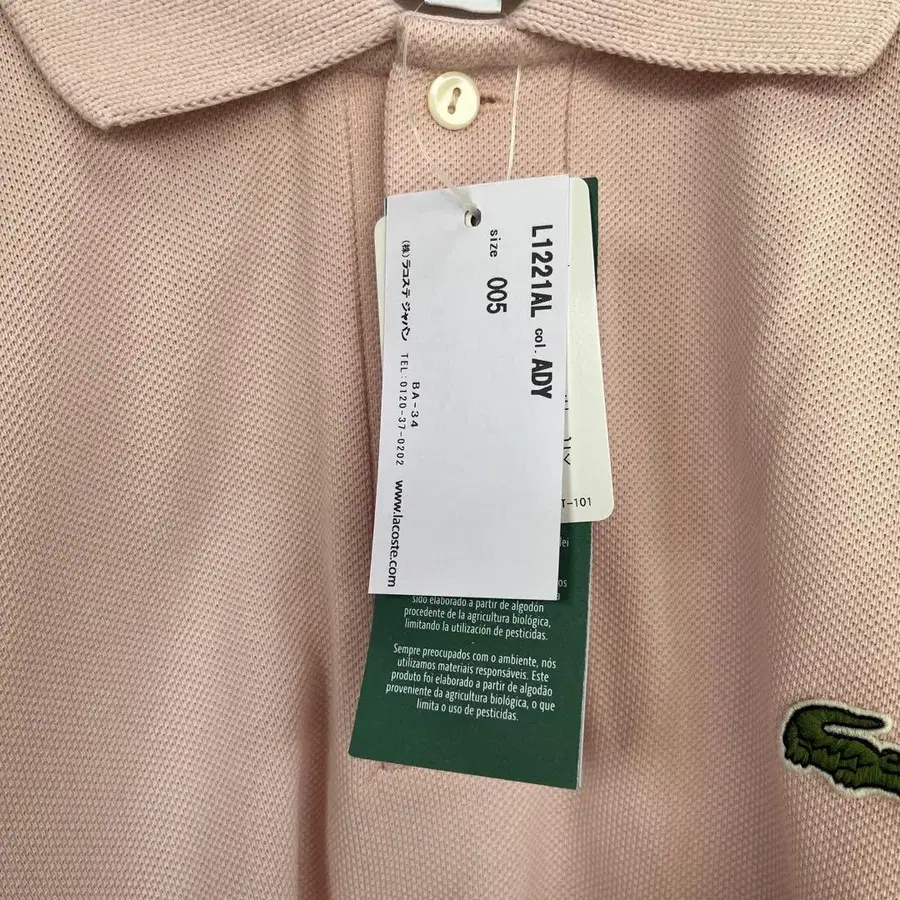 L1221AL col. ADY
size 005
(株)ラコステ ジャパン
BA-34
TEL:0120-37-0202
www.lacoste.com
T-101
sido elaborado a partir de algodón
procedente de la agricultura biológica,
limitando la utilización de pesticidas.
Sempre preocupados com o ambiente, nós
utilizamos materiais responsáveis. Este
produto foi elaborado a partir de algodão
proveniente da agricultura biológica, o que
limita o uso de pesticidas.